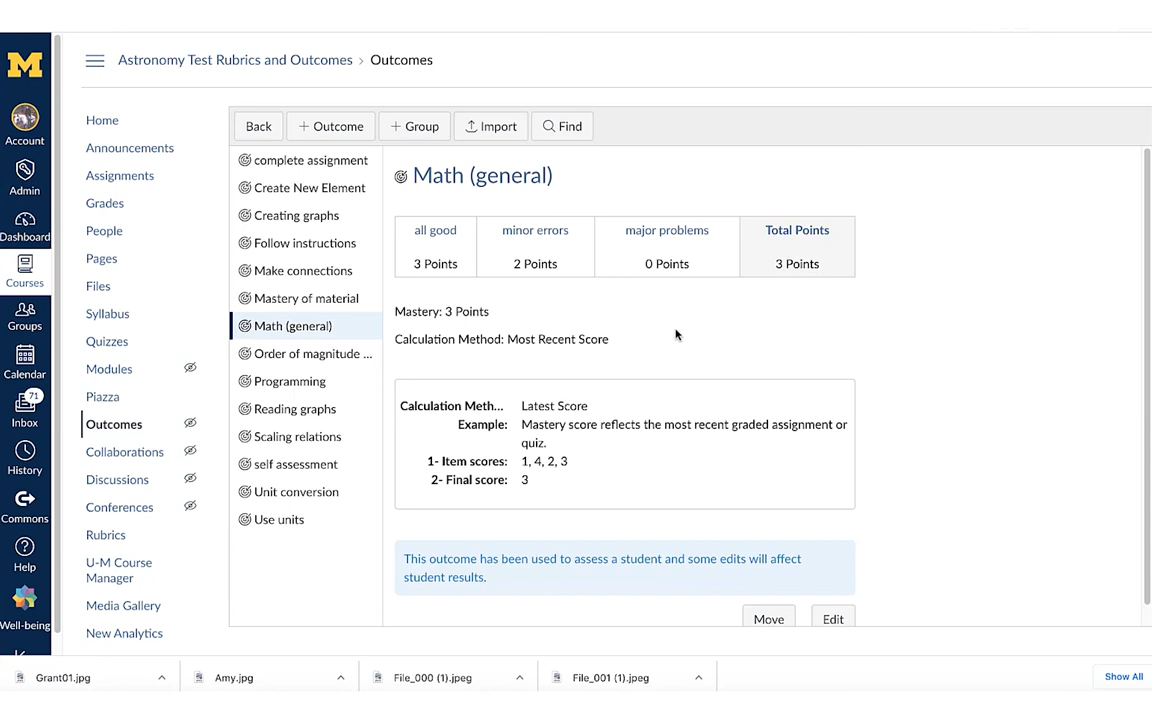 M
Astronomy Test Rubrics and Outcomes › Outcomes
Account
Admin
Dashboard
Courses
Groups
Calendar
71
Inbox
History
Commons
Help
Well-being
Home
Announcements
Assignments
Grades
People
Pages
Files
Syllabus
Quizzes
Modules
Piazza
Outcomes
Collaborations
Discussions
Conferences
Rubrics
U-M Course
Manager
Media Gallery
New Analytics
Back + Outcome + Group Import Find
complete assignment
Create New Element
Creating graphs
Follow instructions
Make connections
Mastery of material
Math (general)
Order of magnitude ...
Programming
Reading graphs
Scaling relations
self assessment
Unit conversion
Use units
Math (general)
all good minor errors major problems Total Points
3 Points 2 Points 0 Points 3 Points
Mastery: 3 Points
Calculation Method: Most Recent Score
Calculation Meth... Latest Score
Example: Mastery score reflects the most recent graded assignment or
quiz.
1- Item scores: 1, 4, 2, 3
2- Final score: 3
This outcome has been used to assess a student and some edits will affect
student results.
Move Edit
Grant01.jpg Amy.jpg File_000 (1).jpeg File_001 (1).jpeg Show All